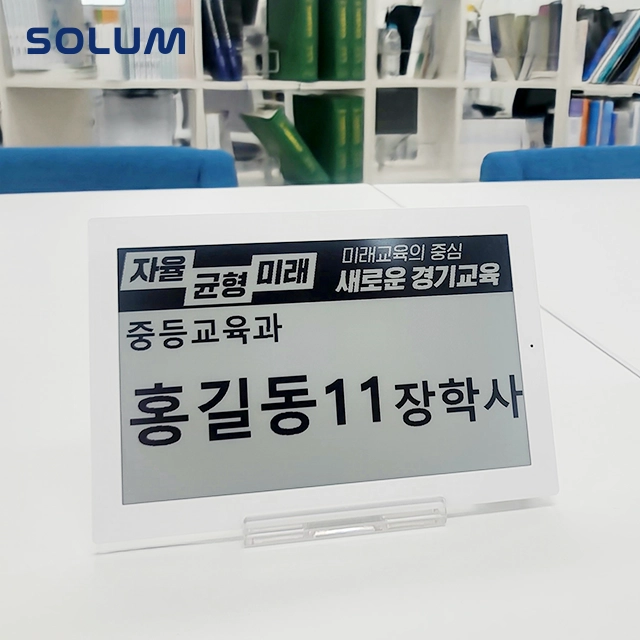 SOLUM
자율 균형 미래
미래교육의 중심
새로운 경기교육
중등교육과
홍길동11장학사